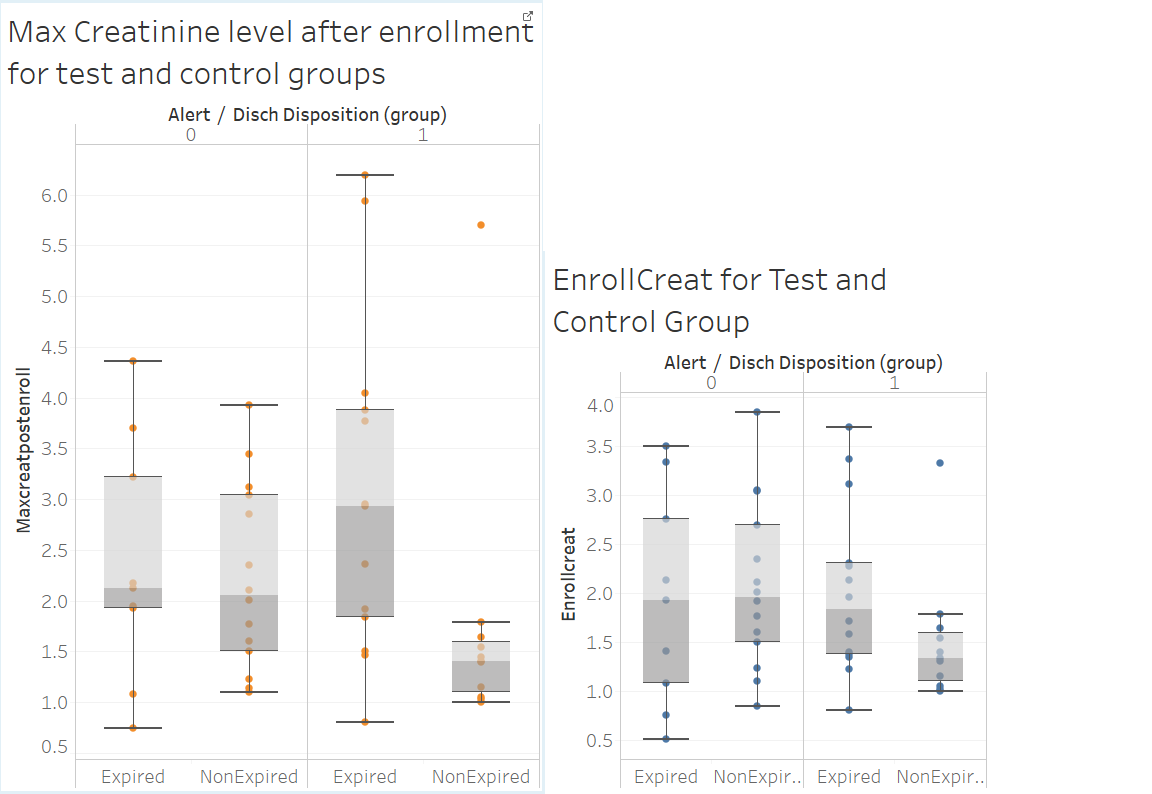 Max Creatinine level after enrollment
for test and control groups
Alert / Disch Disposition (group)
0 1
Maxcreatpostenroll
6.0
5.5
5.0
4.5
4.0
3.5
3.0
2.5
2.0
1.5
1.0
0.5
Expired NonExpired Expired NonExpired
EnrollCreat for Test and
Control Group
Alert / Disch Disposition (group)
0 1
Enrollcreat
4.0
3.5
3.0
2.5
2.0
1.5
1.0
0.5
Expired NonExpir.. Expired NonExpir..